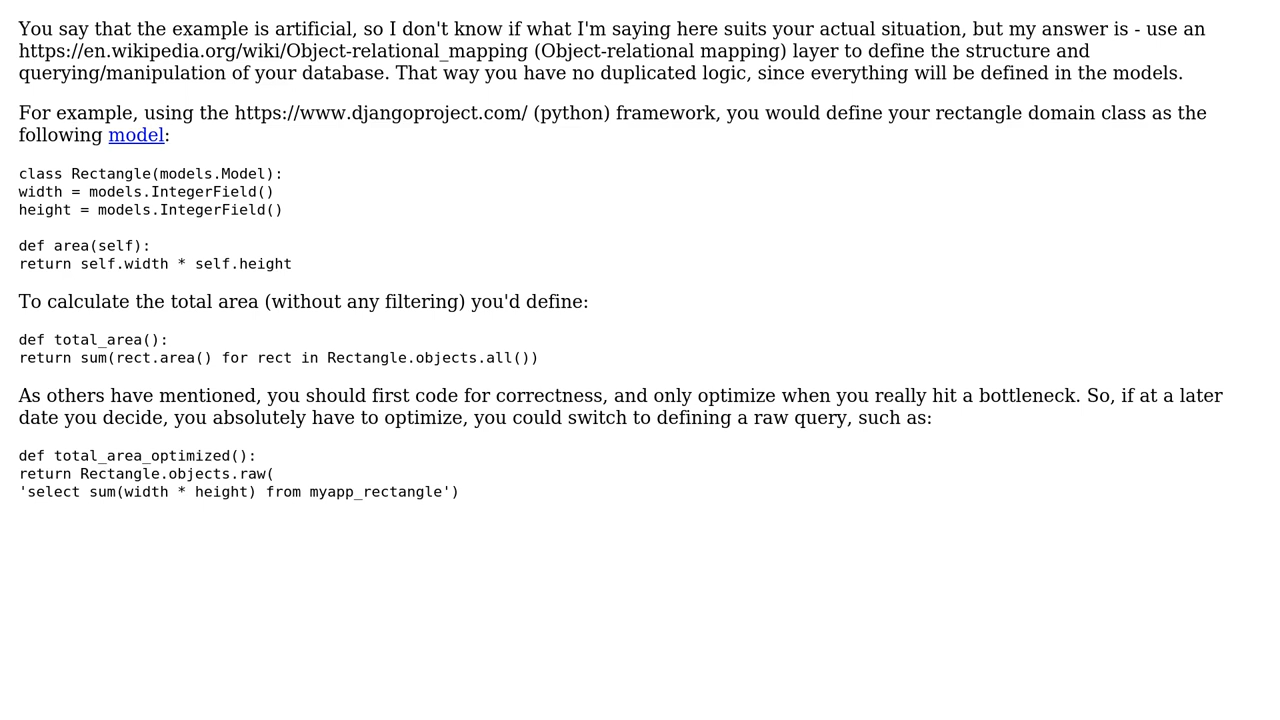 You say that the example is artificial, so I don't know if what I'm saying here suits your actual situation, but my answer is - use an
https://en.wikipedia.org/wiki/Object-relational_mapping (Object-relational mapping) layer to define the structure and
querying/manipulation of your database. That way you have no duplicated logic, since everything will be defined in the models.
For example, using the https://www.djangoproject.com/ (python) framework, you would define your rectangle domain class as the
following model:
class Rectangle(models.Model):
width = models.IntegerField()
height = models.IntegerField()
def area(self):
return self.width * self.height
To calculate the total area (without any filtering) you'd define:
def total_area():
return sum(rect.area() for rect in Rectangle.objects.all())
As others have mentioned, you should first code for correctness, and only optimize when you really hit a bottleneck. So, if at a later
date you decide, you absolutely have to optimize, you could switch to defining a raw query, such as:
def total_area_optimized():
return Rectangle.objects.raw(
'select sum(width * height) from myapp_rectangle')